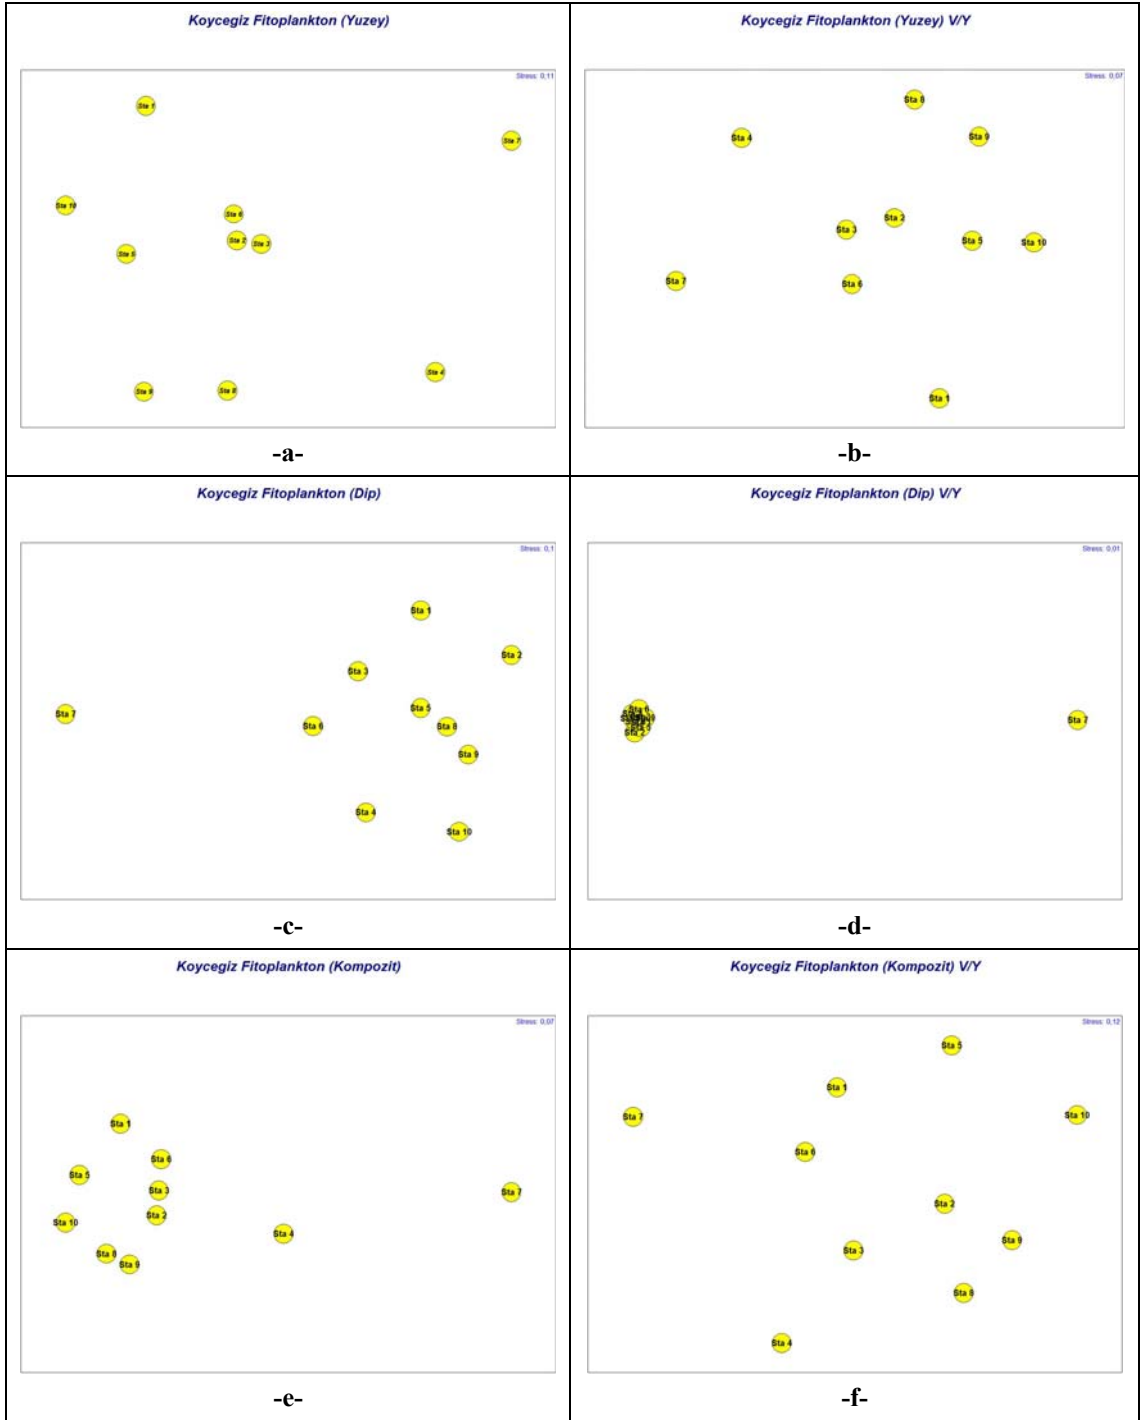 Koycegiz Fitoplankton (Yuzey)
Stress: 0,11
Sta 1
Sta 7
Sta 10
Sta 6
Sta 2
Sta 3
Sta 5
Sta 4
Sta 9
Sta 8
-a-
Koycegiz Fitoplankton (Yuzey) V/Y
Stress: 0,07
Sta 8
Sta 4
Sta 9
Sta 2
Sta 3
Sta 5
Sta 10
Sta 7
Sta 6
Sta 1
-b-
Koycegiz Fitoplankton (Dip)
Stress: 0,1
Sta 1
Sta 2
Sta 3
Sta 7
Sta 5
Sta 6
Sta 8
Sta 9
Sta 4
Sta 10
-c-
Koycegiz Fitoplankton (Dip) V/Y
Stress: 0,01
Sta 6
Sta 7
Sta 2
-d-
Koycegiz Fitoplankton (Kompozit)
Stress: 0,07
Sta 1
Sta 6
Sta 5
Sta 3
Sta 7
Sta 2
Sta 10
Sta 4
Sta 8
Sta 9
-e-
Koycegiz Fitoplankton (Kompozit) V/Y
Stress: 0,12
Sta 5
Sta 1
Sta 7
Sta 10
Sta 6
Sta 2
Sta 9
Sta 3
Sta 8
Sta 4
-f-